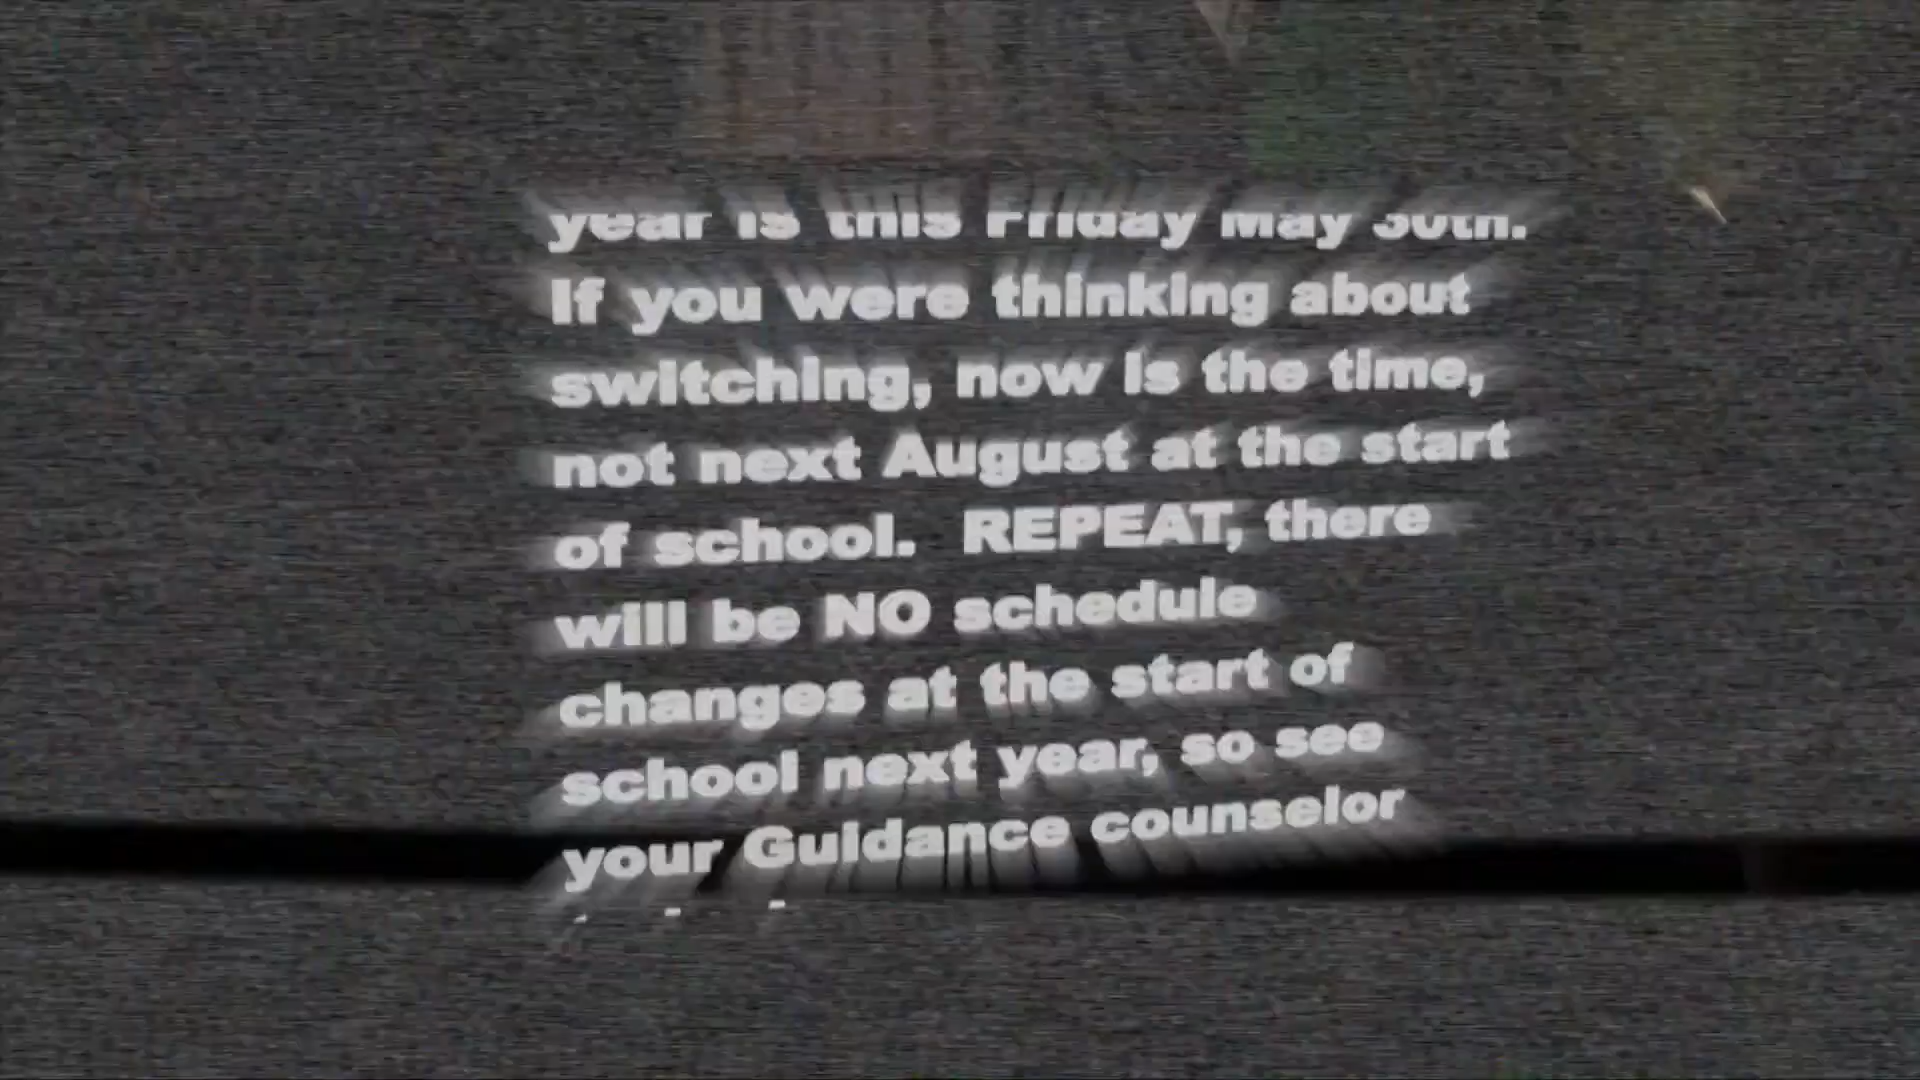 year is this Friday May 30th.
If you were thinking about
switching, now is the time,
not next August at the start
of school.  REPEAT, there
will be NO schedule
changes at the start of
school next year, so see
your Guidance counselor